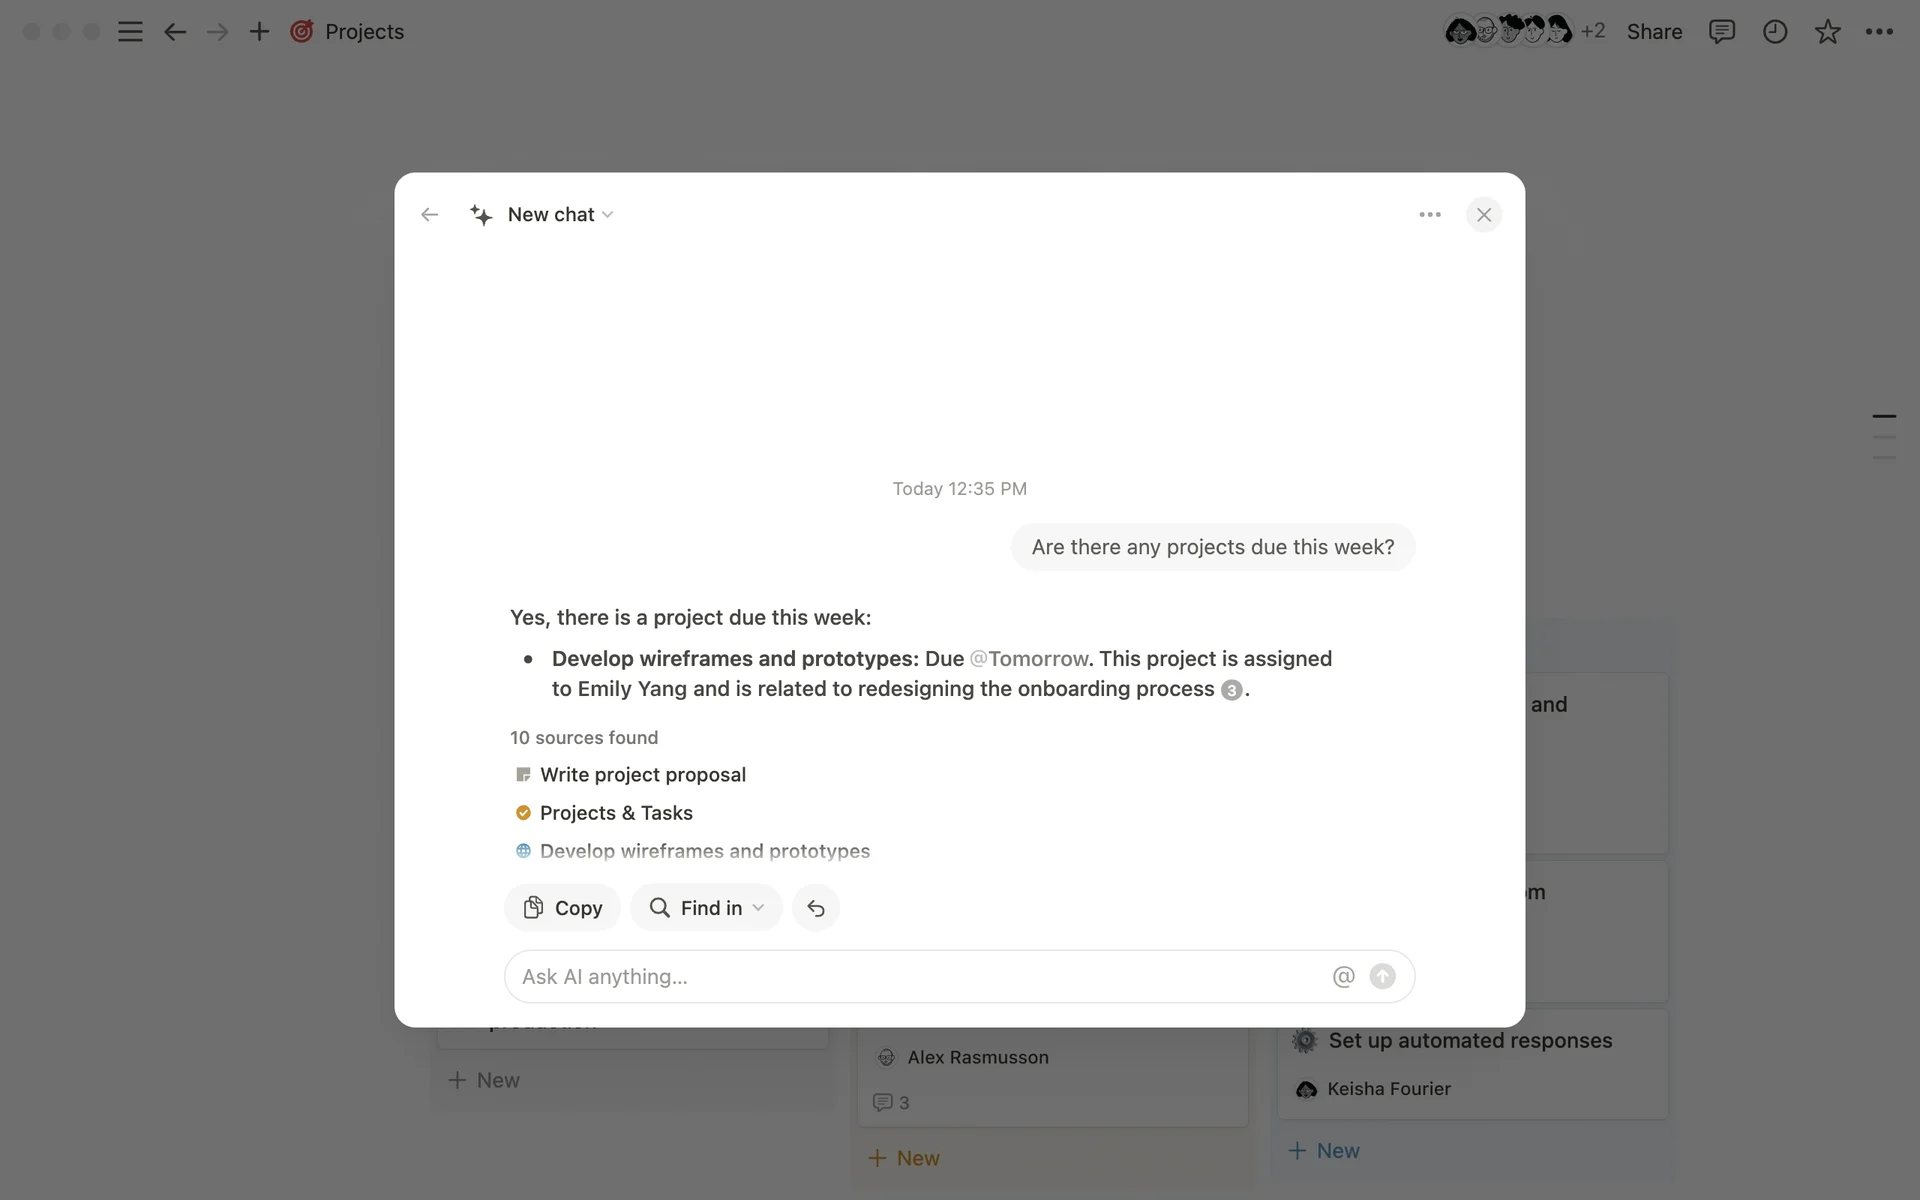 Projects
+2
Share
New chat
Today 12:35 PM
Are there any projects due this week?
Yes, there is a project due this week:
• Develop wireframes and prototypes: Due @Tomorrow. This project is assigned
to Emily Yang and is related to redesigning the onboarding process 3.
10 sources found
Write project proposal
Projects & Tasks
Develop wireframes and prototypes
Copy
Find in
Ask AI anything...
@
and
+ New
Alex Rasmusson
3
+ New
Set up automated responses
Keisha Fourier
+ New